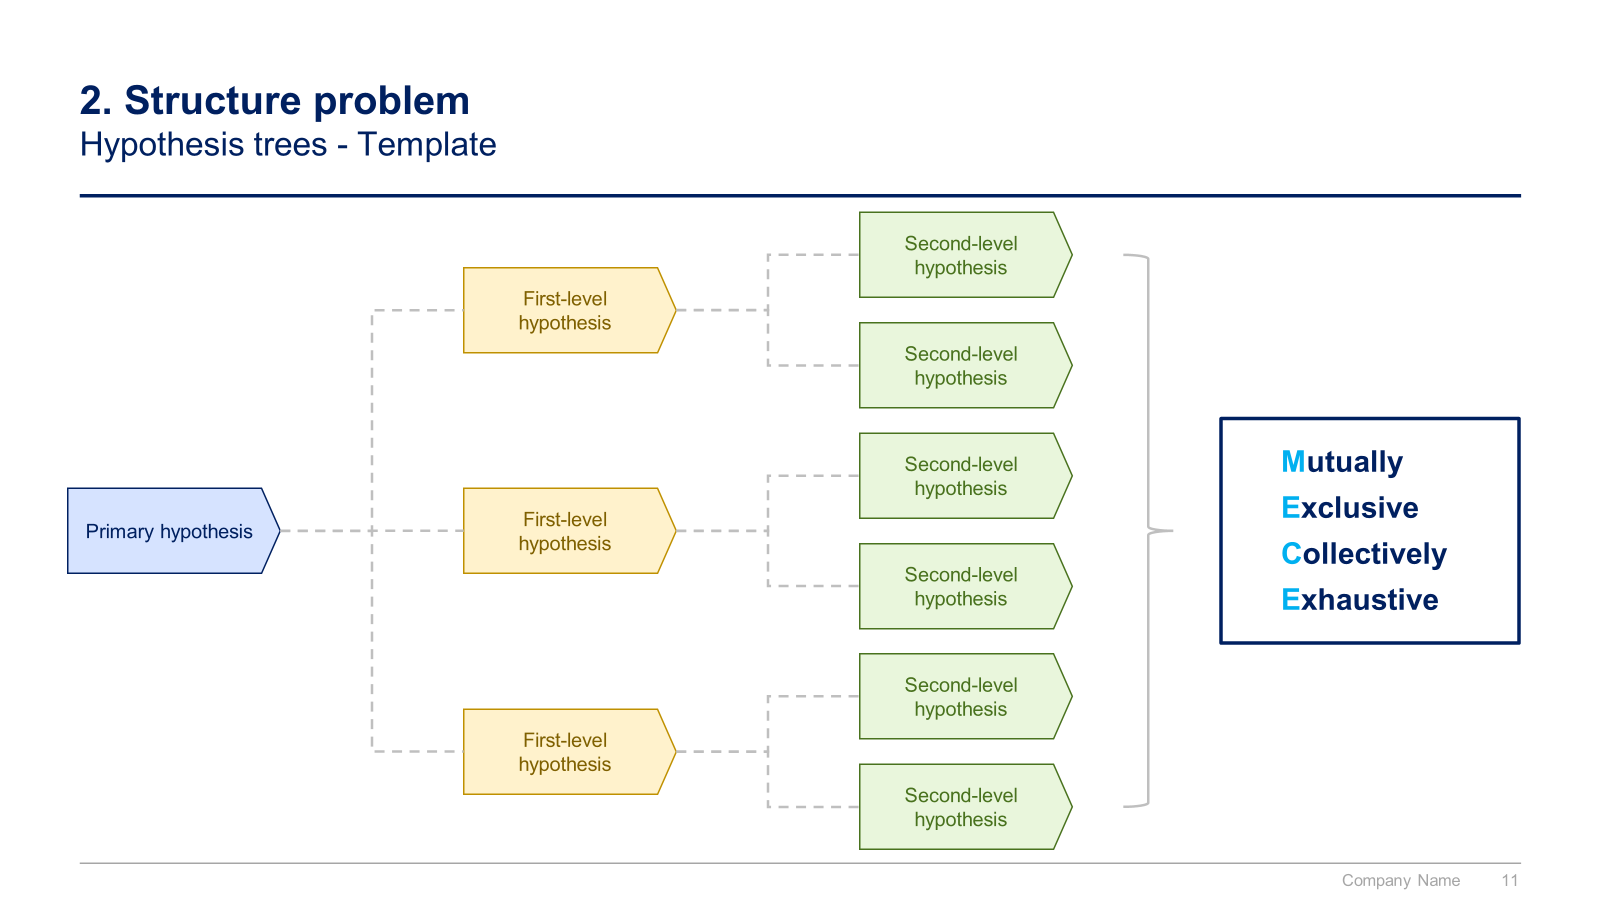 2. Structure problem
Hypothesis trees - Template
Primary hypothesis
First-level
hypothesis
First-level
hypothesis
First-level
hypothesis
Second-level
hypothesis
Second-level
hypothesis
Second-level
hypothesis
Second-level
hypothesis
Second-level
hypothesis
Second-level
hypothesis
Mutually
Exclusive
Collectively
Exhaustive
Company Name 11